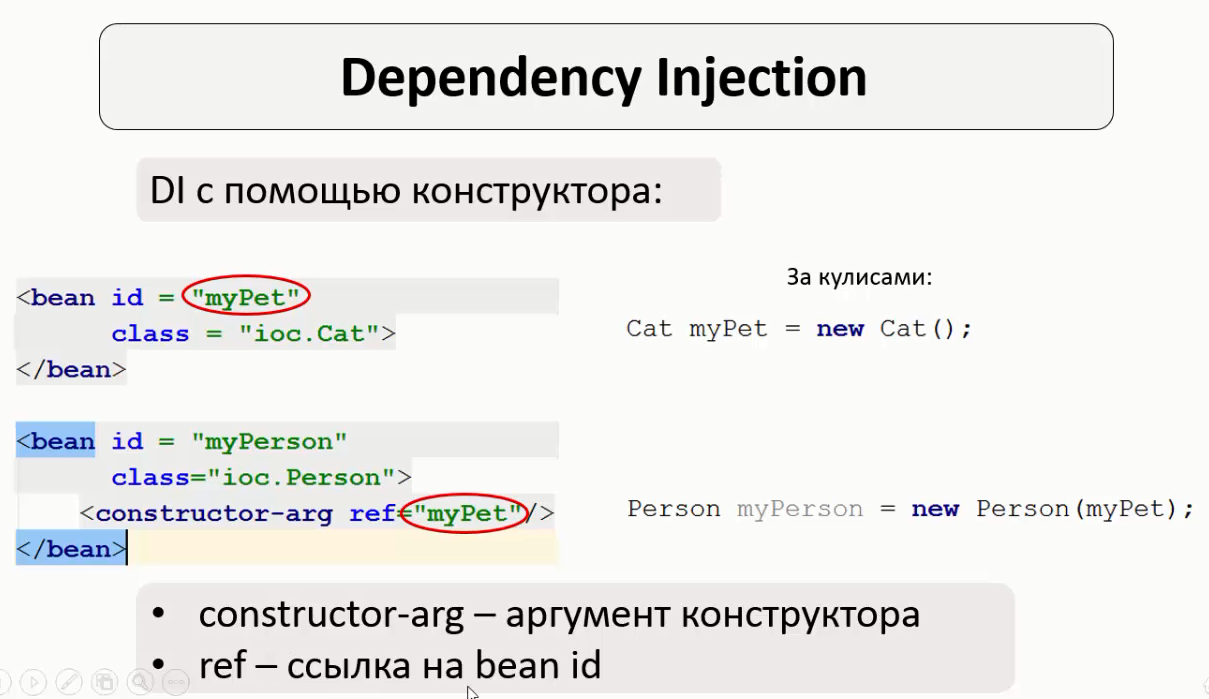 Dependency Injection
DI с помощью конструктора:
<bean id = "myPet"
class = "ioc.Cat">
</bean>
За кулисами:
Cat myPet = new Cat();
<bean id = "myPerson"
class="ioc.Person">
<constructor-arg ref="myPet"/>
</bean>
Person myPerson = new Person(myPet);
• constructor-arg – аргумент конструктора
• ref – ссылка на bean id